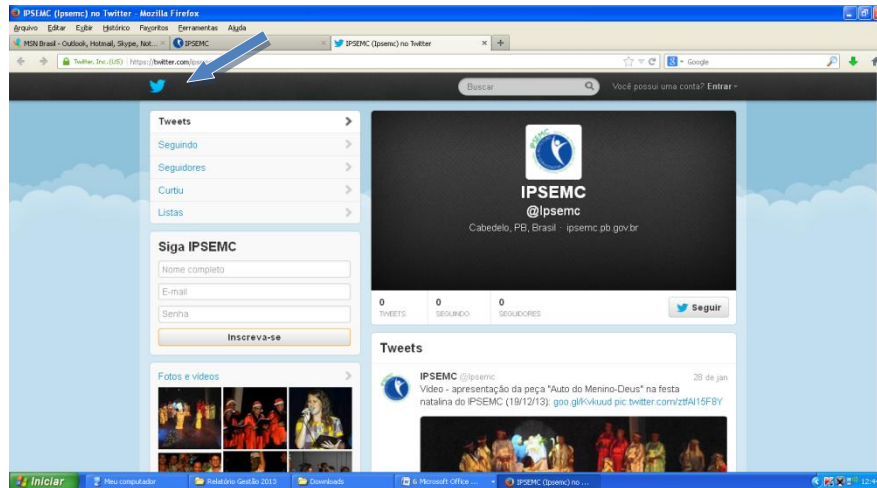 IPSEMC (Ipsemc) no Twitter - Mozilla Firefox
Arquivo Editar Exibir Histórico Favoritos Ferramentas Ajuda
MSN Brasil - Outlook, Hotmail, Skype, Not...
IPSEMC
IPSEMC (Ipsemc) no Twitter
Twitter, Inc. (US) https://twitter.com/
Google
Buscar
Você possui uma conta? Entrar
Tweets
Seguindo
Seguidores
Curtiu
Listas
Siga IPSEMC
Nome completo
E-mail
Senha
Inscreva-se
Fotos e vídeos
IPSEMC
@Ipsemc
Cabedelo, PB, Brasil · ipsemc.pb.gov.br
0 0 0
TWEETS SEGUINDO SEGUIDORES
Seguir
Tweets
IPSEMC @Ipsemc 28 de jan
Vídeo - apresentação da peça "Auto do Menino-Deus" na festa
natalina do IPSEMC (19/12/13): goo.gl/Kvkuud pic.twitter.com/ztfAl15F8Y
Iniciar
Meu computador
Relatório Gestão 2013
Downloads
6 Microsoft Office ...
IPSEMC (Ipsemc) no ...